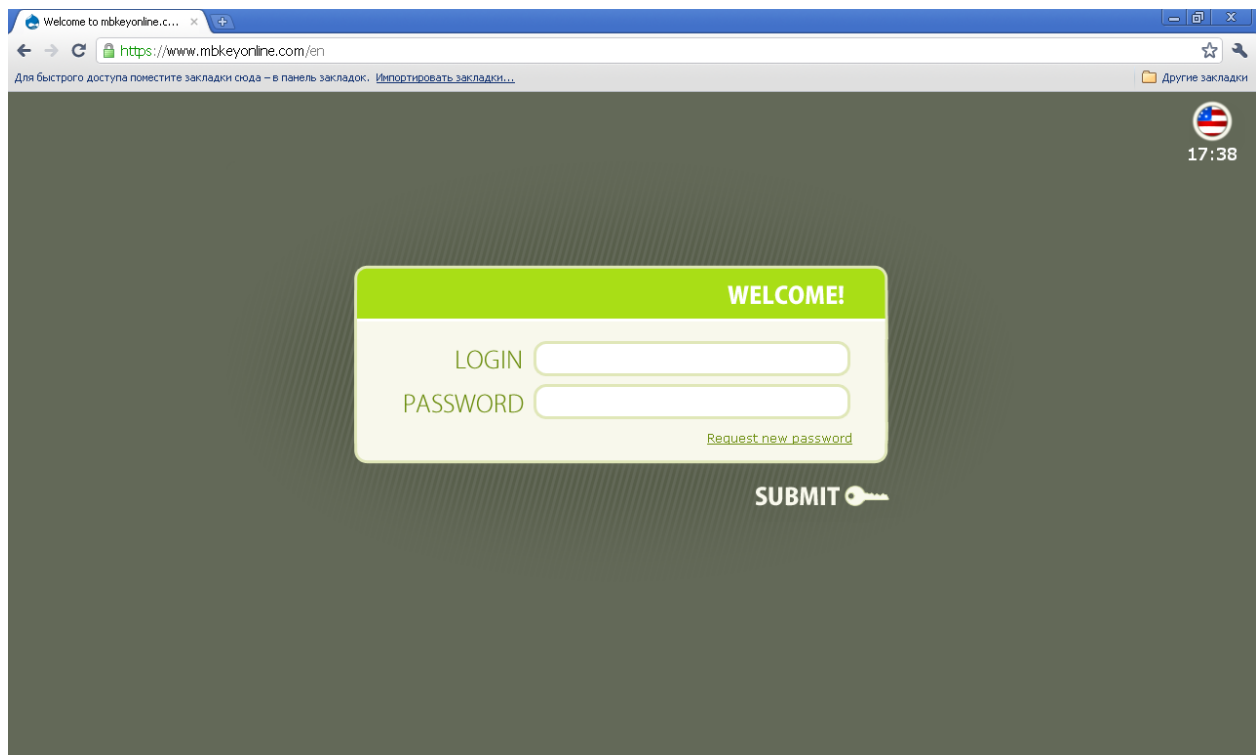 Welcome to mbkeyonline.c...
https://www.mbkeyonline.com/en
Для быстрого доступа поместите закладки сюда – в панель закладок. Импортировать закладки... Другие закладки
17:38
WELCOME!
LOGIN
PASSWORD
Request new password
SUBMIT